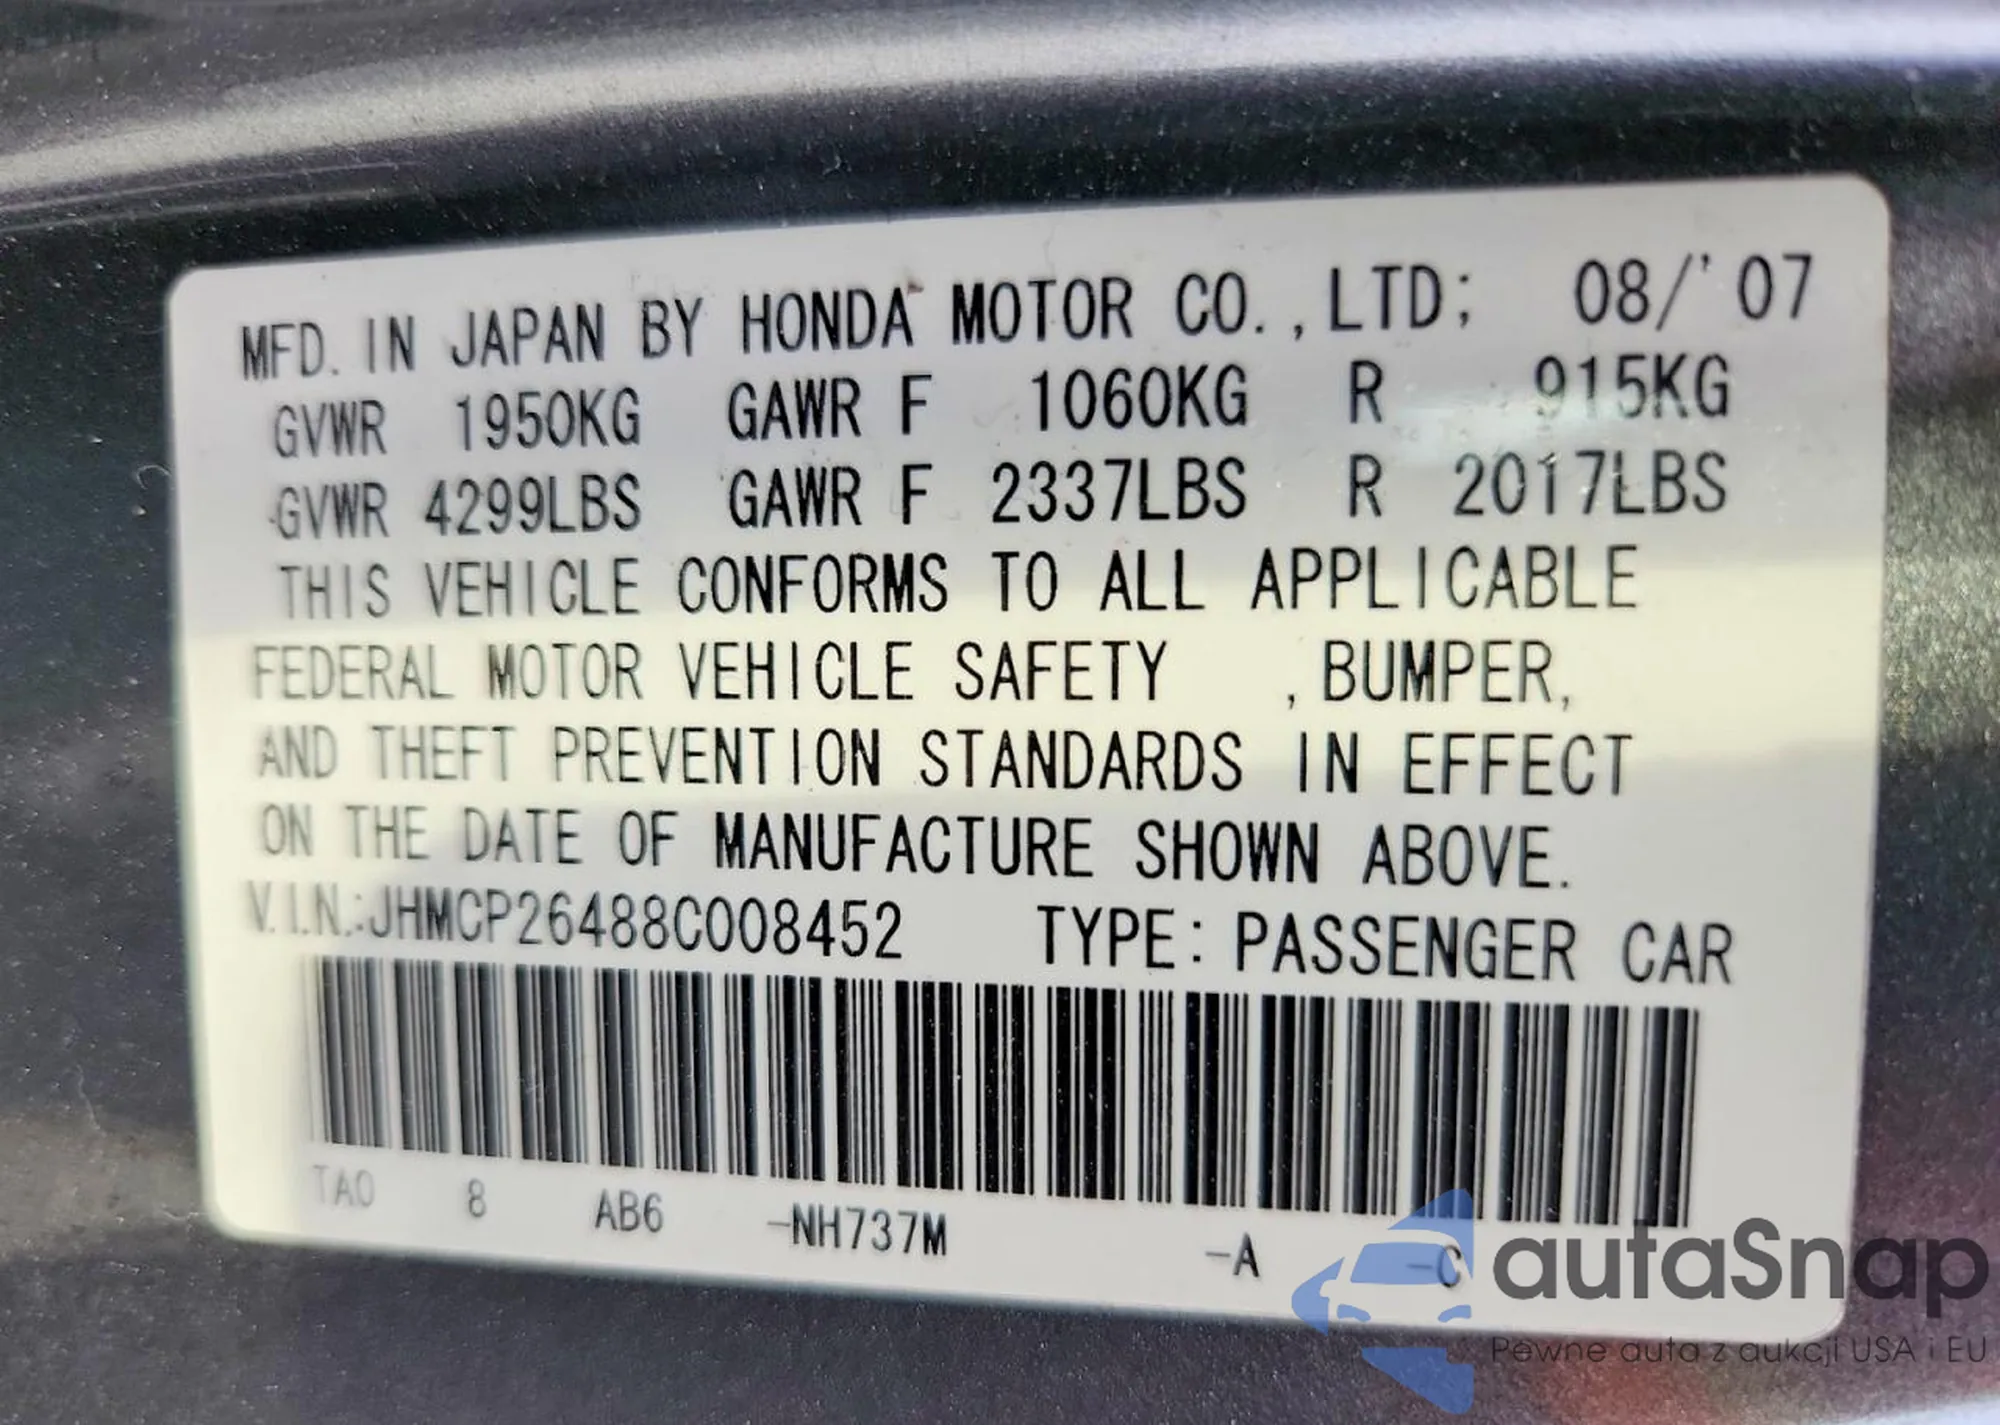 MFD. IN JAPAN BY HONDA MOTOR CO., LTD; 08/'07
GVWR 1950KG GAWR F 1060KG R 915KG
GVWR 4299LBS GAWR F 2337LBS R 2017LBS
THIS VEHICLE CONFORMS TO ALL APPLICABLE
FEDERAL MOTOR VEHICLE SAFETY , BUMPER,
AND THEFT PREVENTION STANDARDS IN EFFECT
ON THE DATE OF MANUFACTURE SHOWN ABOVE.
V.I.N.:JHMCP26488C008452 TYPE: PASSENGER CAR
TA0 8 AB6 -NH737M -A -C
autaSnap
Pewne auta z aukcji USA i EU